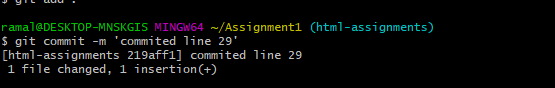 $ git add .
ramal@DESKTOP-MNSKGIS MINGW64 ~/Assignment1 (html-assignments)
$ git commit -m 'commited line 29'
[html-assignments 219aff1] commited line 29
 1 file changed, 1 insertion(+)